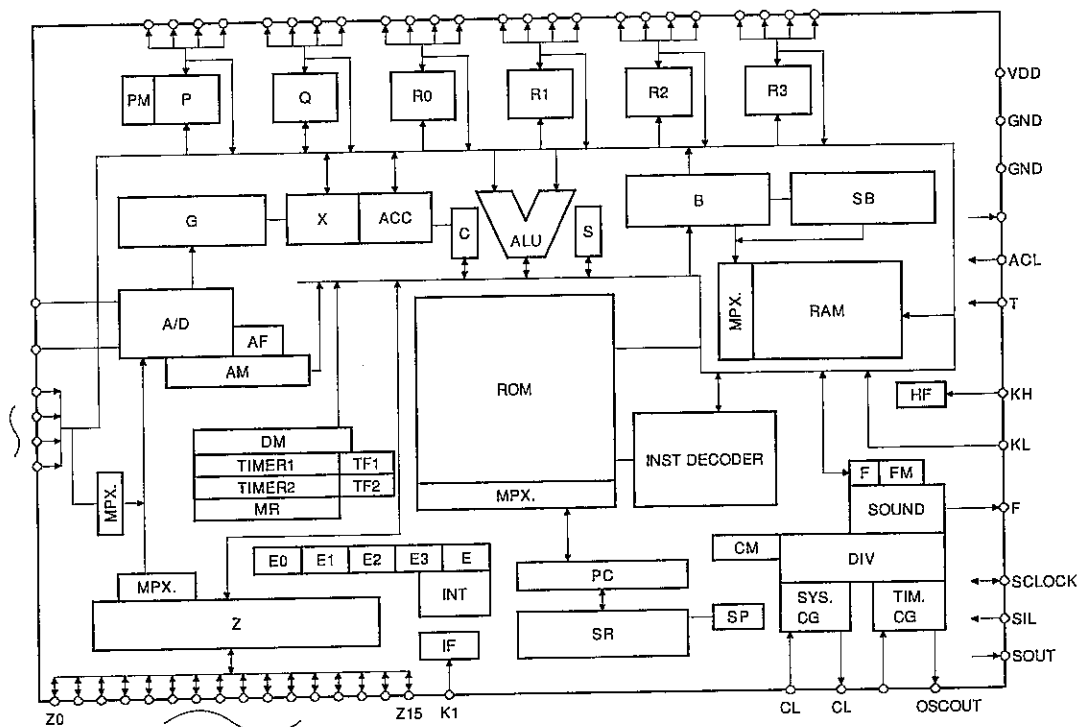 VDD
PM P
Q
R0
R1
R2
R3
GND
GND
G
X ACC
C
ALU
S
B
SB
ACL
A/D
AF
AM
MPX.
RAM
T
ROM
HF
KH
DM
TIMER1 TF1
TIMER2 TF2
MR
INST DECODER
KL
F FM
MPX.
MPX.
SOUND
F
E0 E1 E2 E3 E
INT
CM
DIV
MPX.
PC
SYS. CG
TIM. CG
SCLOCK
Z
SR
SP
SIL
IF
SOUT
Z0
Z15
K1
CL
CL
OSCOUT